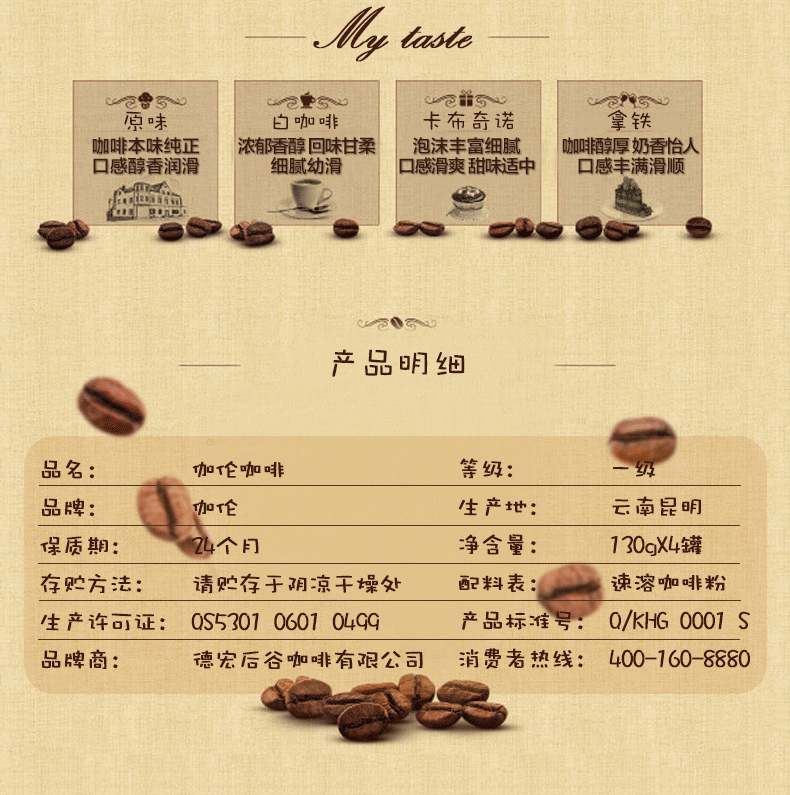 My taste
原味
咖啡本味纯正
口感醇香润滑
白咖啡
浓郁香醇 回味甘柔
细腻幼滑
卡布奇诺
泡沫丰富细腻
口感滑爽 甜味适中
拿铁
咖啡醇厚 奶香怡人
口感丰满滑顺
产品明细
品名： 伽伦咖啡 等级： 一级
品牌： 伽伦 生产地： 云南昆明
保质期： 24个月 净含量： 130gX4罐
存贮方法： 请贮存于阴凉干燥处 配料表： 速溶咖啡粉
生产许可证： QS5301 0601 0499 产品标准号： Q/KHG 0001 S
品牌商： 德宏后谷咖啡有限公司 消费者热线： 400-160-8880